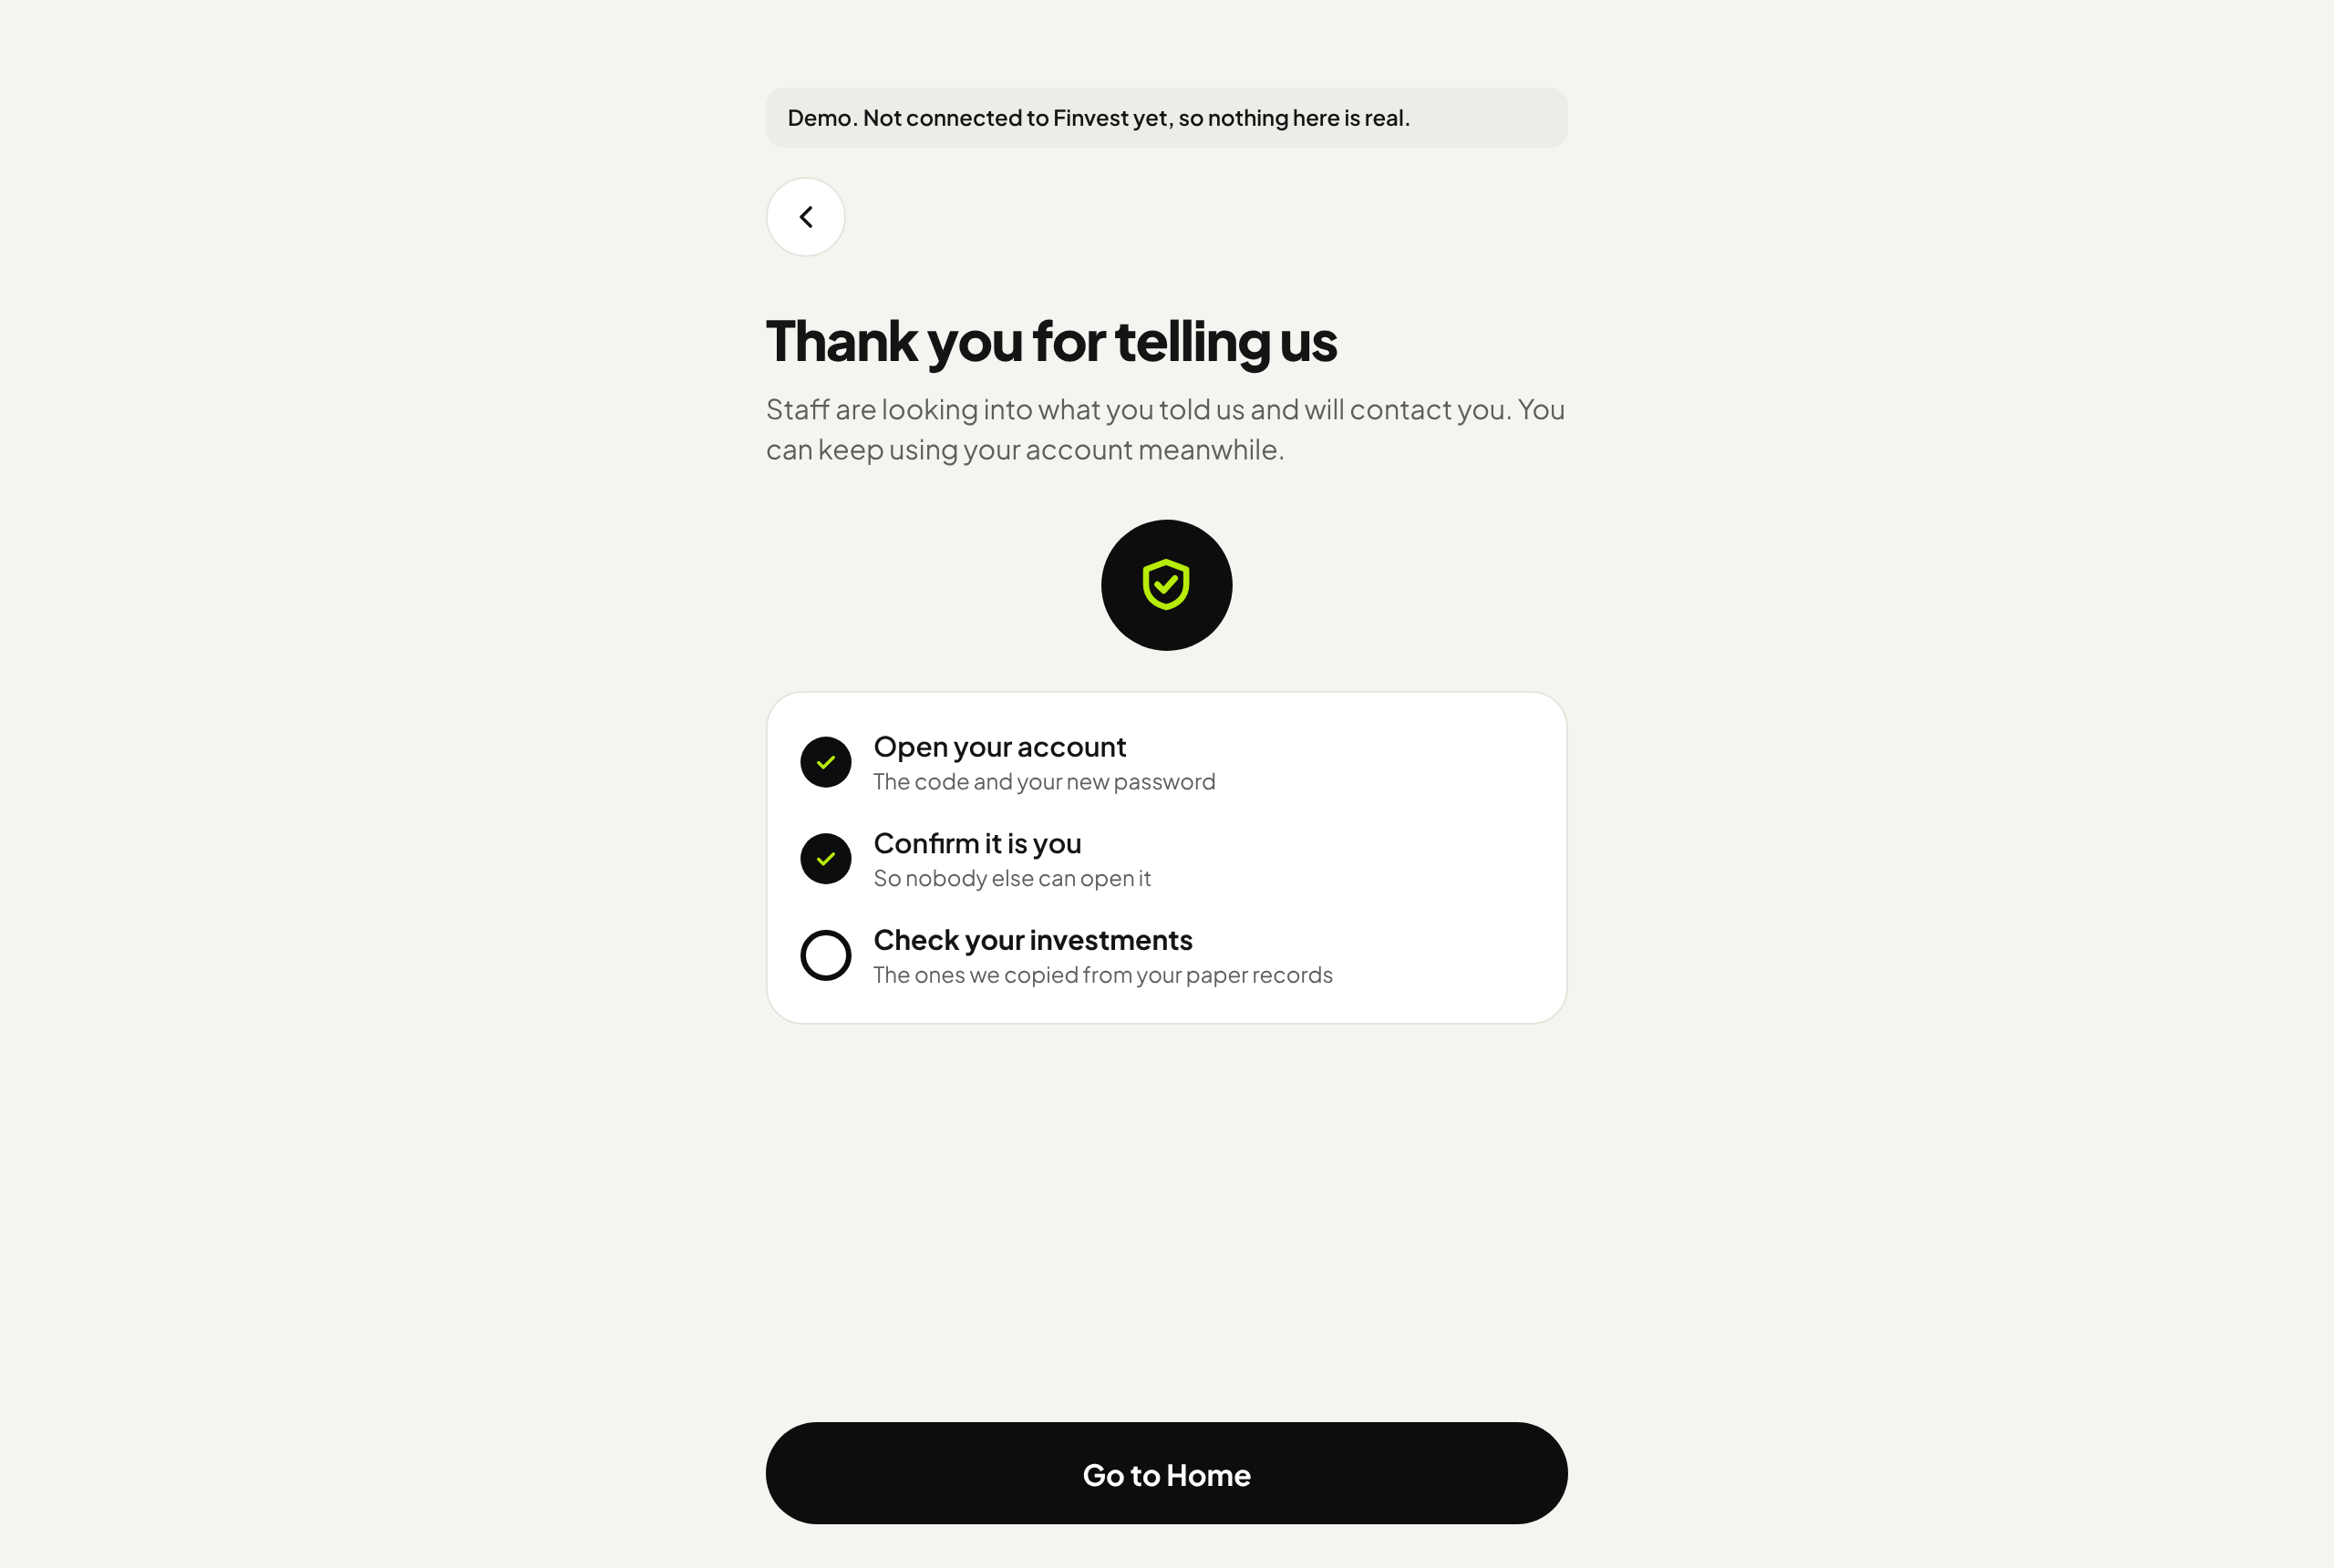 Demo. Not connected to Finvest yet, so nothing here is real.
Thank you for telling us
Staff are looking into what you told us and will contact you. You
can keep using your account meanwhile.
Open your account
The code and your new password
Confirm it is you
So nobody else can open it
Check your investments
The ones we copied from your paper records
Go to Home